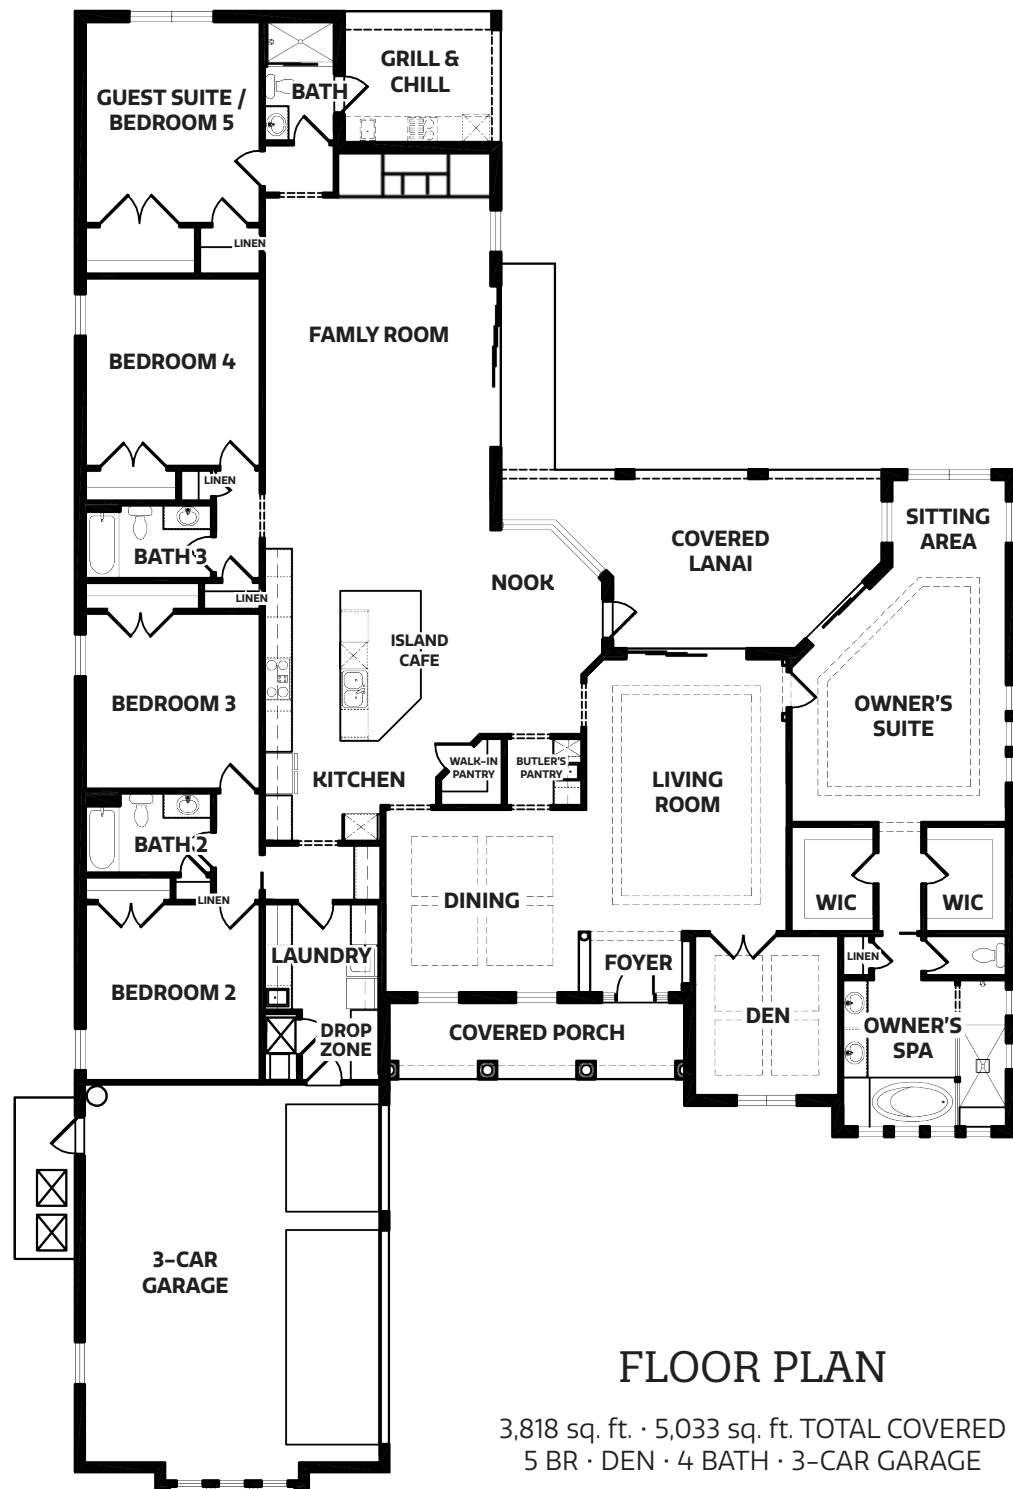 GRILL &
CHILL
BATH
GUEST SUITE /
BEDROOM 5
LINEN
FAMLY ROOM
BEDROOM 4
LINEN
BATH 3
LINEN
NOOK
COVERED
LANAI
SITTING
AREA
ISLAND
CAFE
BEDROOM 3
OWNER'S
SUITE
KITCHEN
WALK-IN
PANTRY
BUTLER'S
PANTRY
LIVING
ROOM
BATH 2
LINEN
DINING
WIC
WIC
LAUNDRY
FOYER
LINEN
BEDROOM 2
DROP
ZONE
COVERED PORCH
DEN
OWNER'S
SPA
3-CAR
GARAGE
FLOOR PLAN
3,818 sq. ft. · 5,033 sq. ft. TOTAL COVERED
5 BR · DEN · 4 BATH · 3-CAR GARAGE